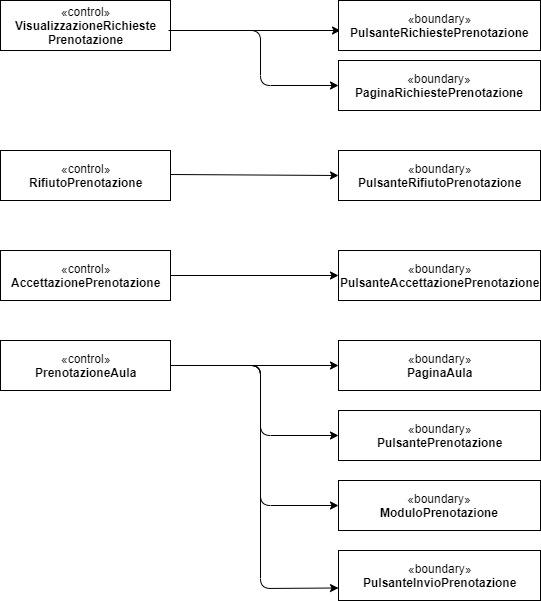 «control»
VisualizzazioneRichieste
Prenotazione
«boundary»
PulsanteRichiestePrenotazione
«boundary»
PaginaRichiestePrenotazione
«control»
RifiutoPrenotazione
«boundary»
PulsanteRifiutoPrenotazione
«control»
AccettazionePrenotazione
«boundary»
PulsanteAccettazionePrenotazione
«control»
PrenotazioneAula
«boundary»
PaginaAula
«boundary»
PulsantePrenotazione
«boundary»
ModuloPrenotazione
«boundary»
PulsanteInvioPrenotazione